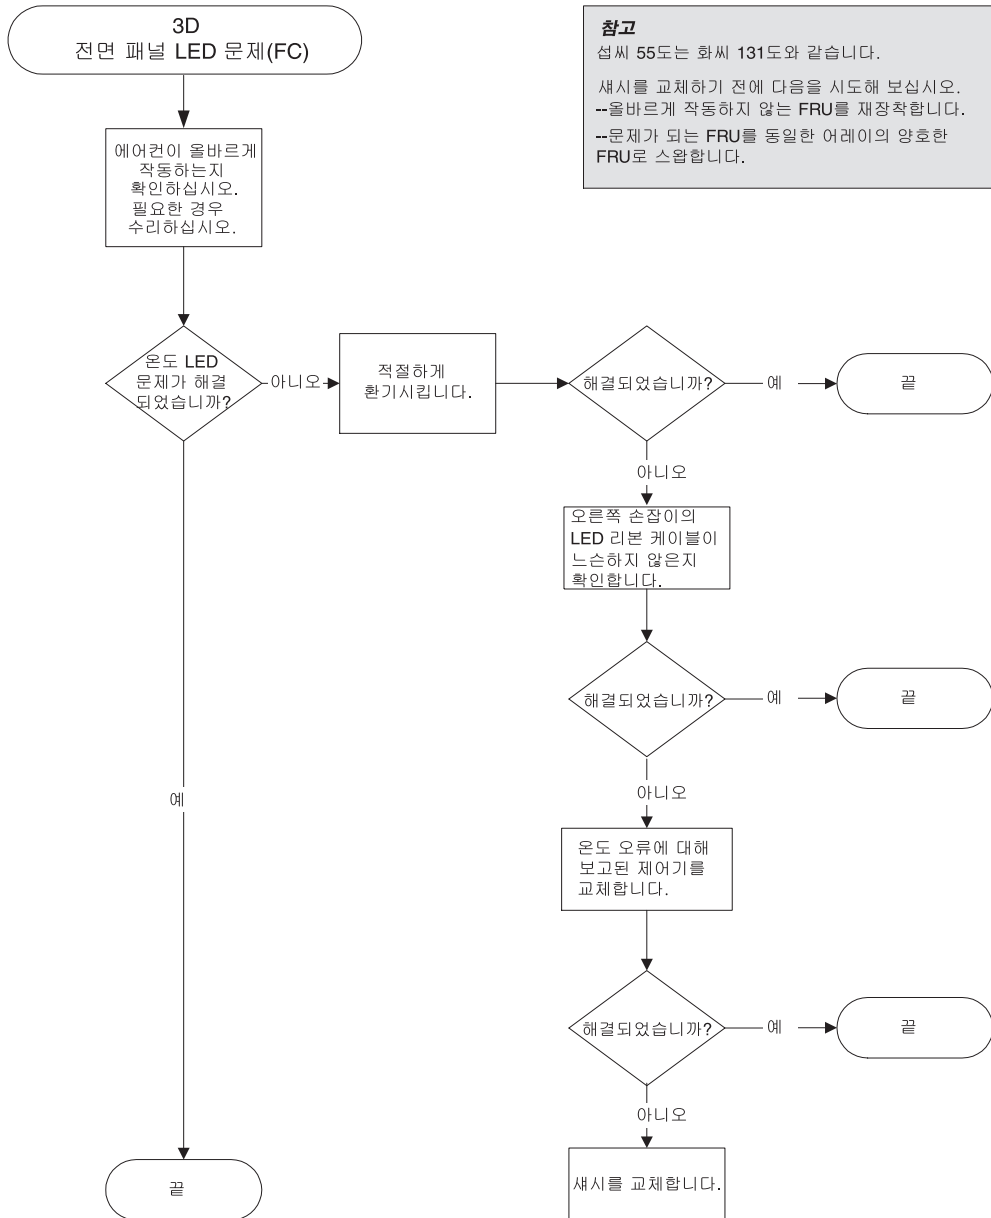 3D
전면 패널 LED 문제(FC)
참고
섭씨 55도는 화씨 131도와 같습니다.
섀시를 교체하기 전에 다음을 시도해 보십시오.
--올바르게 작동하지 않는 FRU를 재장착합니다.
--문제가 되는 FRU를 동일한 어레이의 양호한
FRU로 스왑합니다.
에어컨이 올바르게
작동하는지
확인하십시오.
필요한 경우
수리하십시오.
온도 LED
문제가 해결
되었습니까?
아니오
적절하게
환기시킵니다.
해결되었습니까?
예
끝
아니오
오른쪽 손잡이의
LED 리본 케이블이
느슨하지 않은지
확인합니다.
해결되었습니까?
예
끝
예
아니오
온도 오류에 대해
보고된 제어기를
교체합니다.
해결되었습니까?
예
끝
아니오
끝
섀시를 교체합니다.